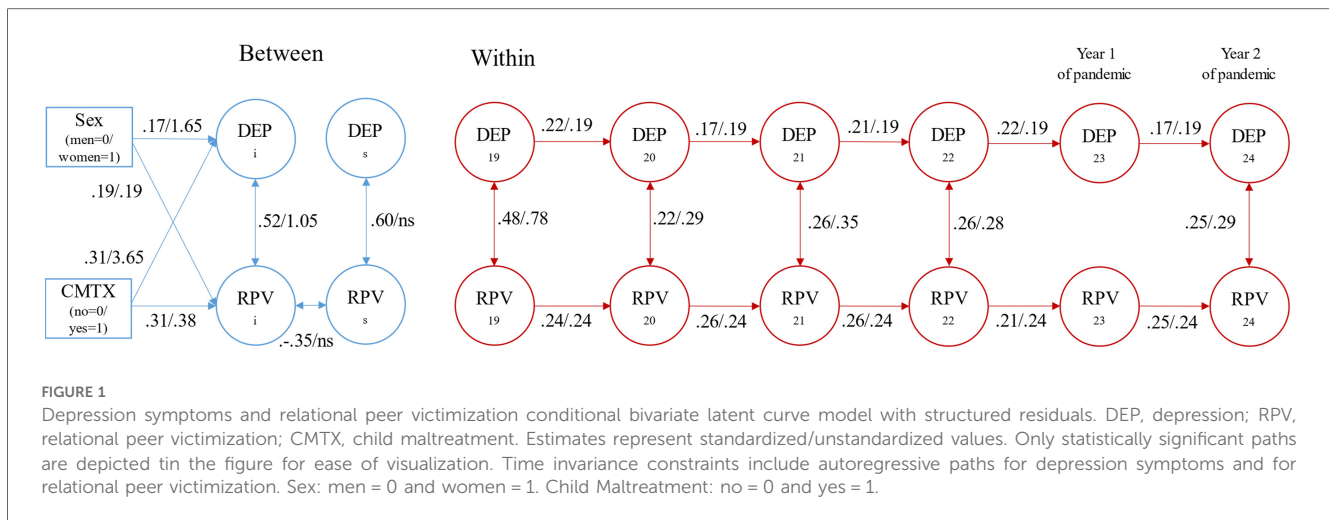 Between
Within
Year 1
of pandemic
Year 2
of pandemic
Sex
(men=0/
women=1)
.17/1.65
DEP
i
DEP
s
DEP
19
.22/.19
DEP
20
.17/.19
DEP
21
.21/.19
DEP
22
.22/.19
DEP
23
.17/.19
DEP
24
.19/.19
.52/1.05
.60/ns
.48/.78
.22/.29
.26/.35
.26/.28
.25/.29
.31/3.65
CMTX
(no=0/
yes=1)
.31/.38
RPV
i
.-.35/ns
RPV
s
RPV
19
.24/.24
RPV
20
.26/.24
RPV
21
.26/.24
RPV
22
.21/.24
RPV
23
.25/.24
RPV
24
FIGURE 1
Depression symptoms and relational peer victimization conditional bivariate latent curve model with structured residuals. DEP, depression; RPV,
relational peer victimization; CMTX, child maltreatment. Estimates represent standardized/unstandardized values. Only statistically significant paths
are depicted tin the figure for ease of visualization. Time invariance constraints include autoregressive paths for depression symptoms and for
relational peer victimization. Sex: men = 0 and women = 1. Child Maltreatment: no = 0 and yes = 1.